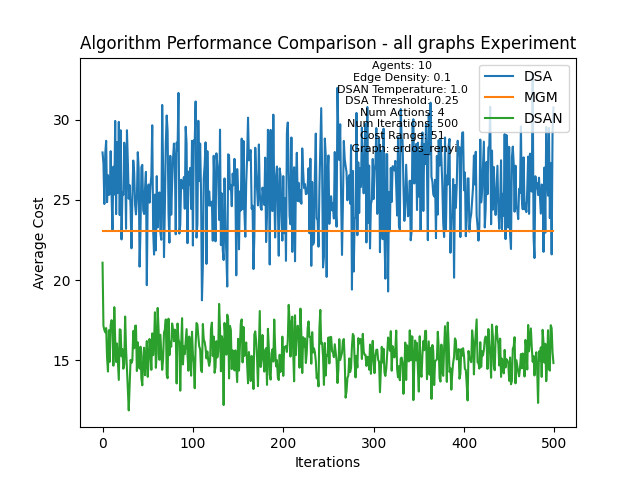 Algorithm Performance Comparison - all graphs Experiment
Agents: 10
Edge Density: 0.1
DSAN Temperature: 1.0
DSA Threshold: 0.25
Num Actions: 4
Num Iterations: 500
Cost Range: 51
Graph: erdos_renyi
DSA
MGM
DSAN
30
25
20
15
Average Cost
0
100
200
300
400
500
Iterations